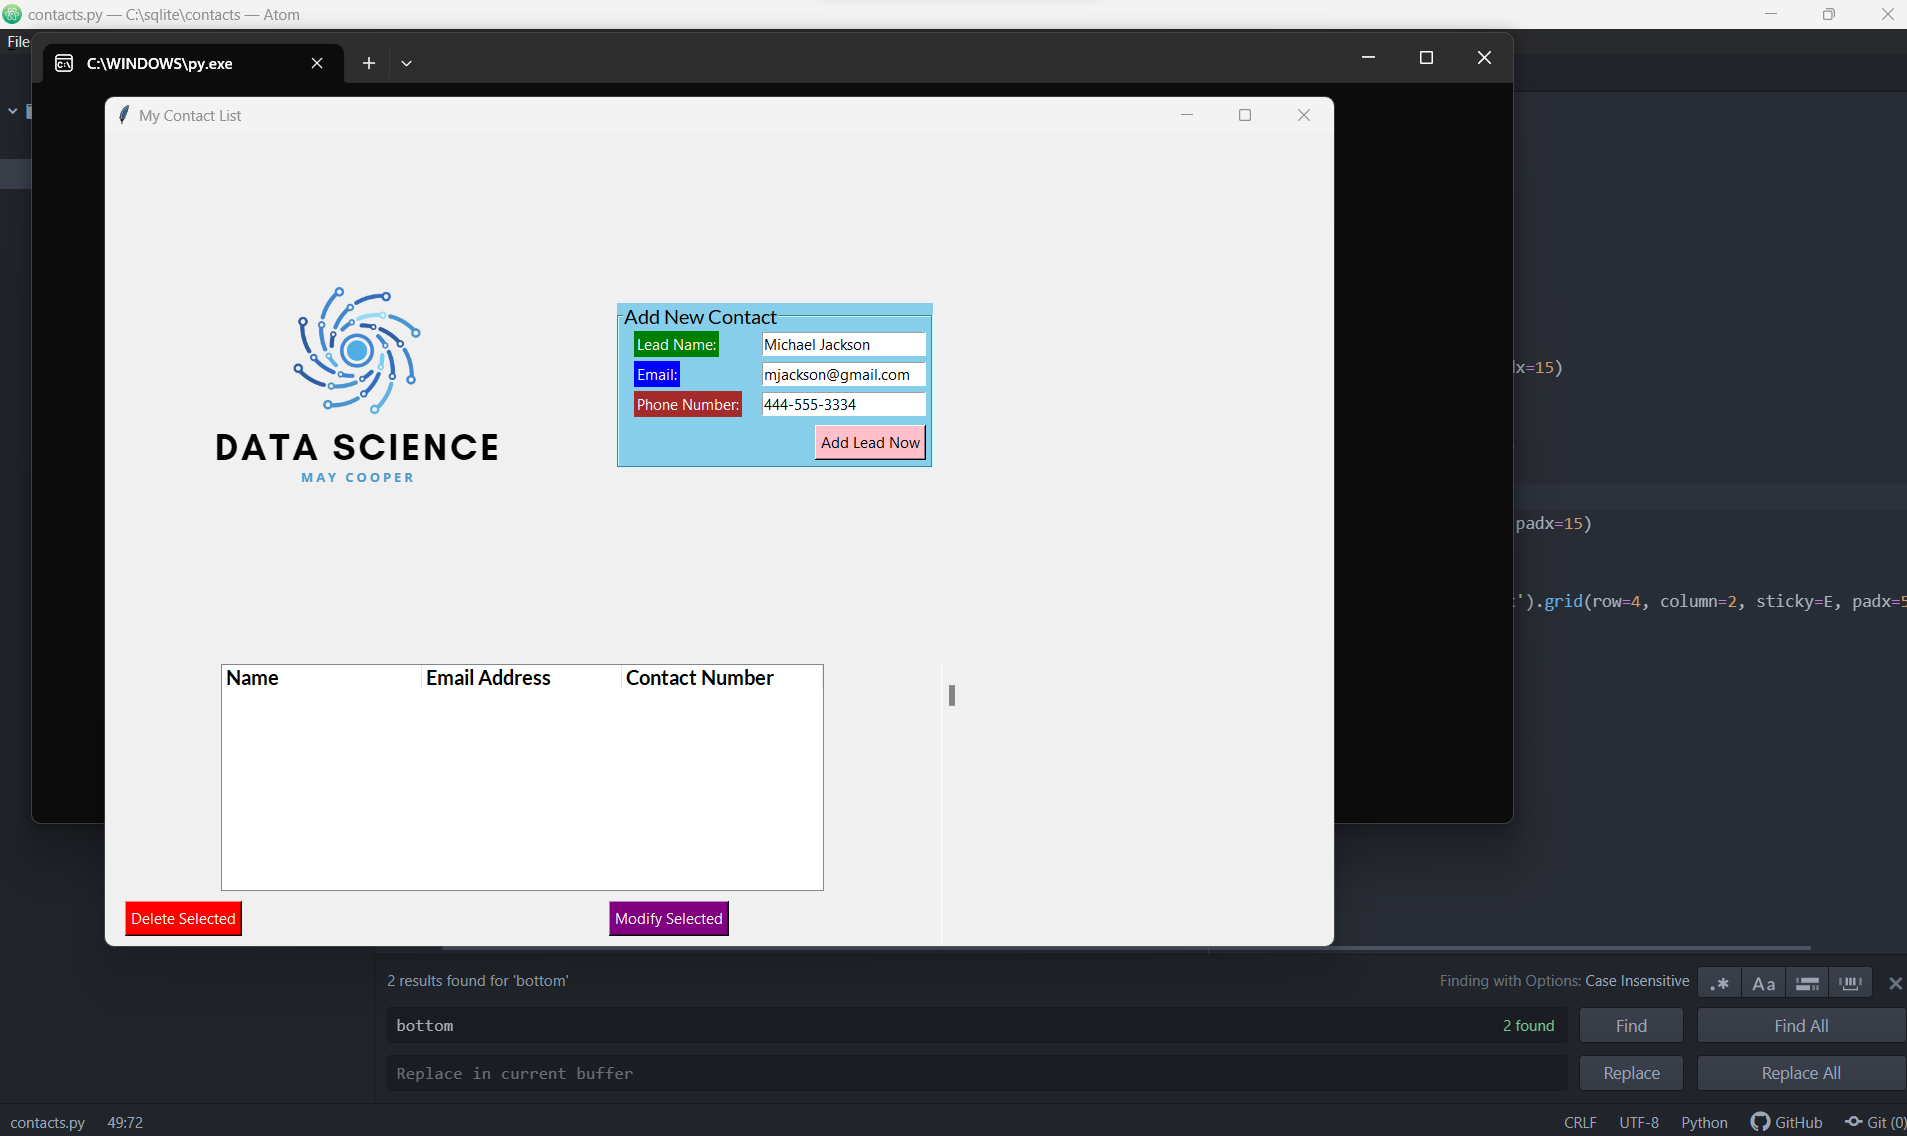 contacts.py — C:\sqlite\contacts — Atom
File
C:\WINDOWS\py.exe
My Contact List
DATA SCIENCE
MAY COOPER
Add New Contact
Lead Name: Michael Jackson
Email: mjackson@gmail.com
Phone Number: 444-555-3334
Add Lead Now
x=15)
padx=15)
').grid(row=4, column=2, sticky=E, padx=5
Name Email Address Contact Number
Delete Selected Modify Selected
2 results found for 'bottom' Finding with Options: Case Insensitive .* Aa
bottom 2 found Find Find All
Replace in current buffer Replace Replace All
contacts.py 49:72 CRLF UTF-8 Python GitHub Git (0)